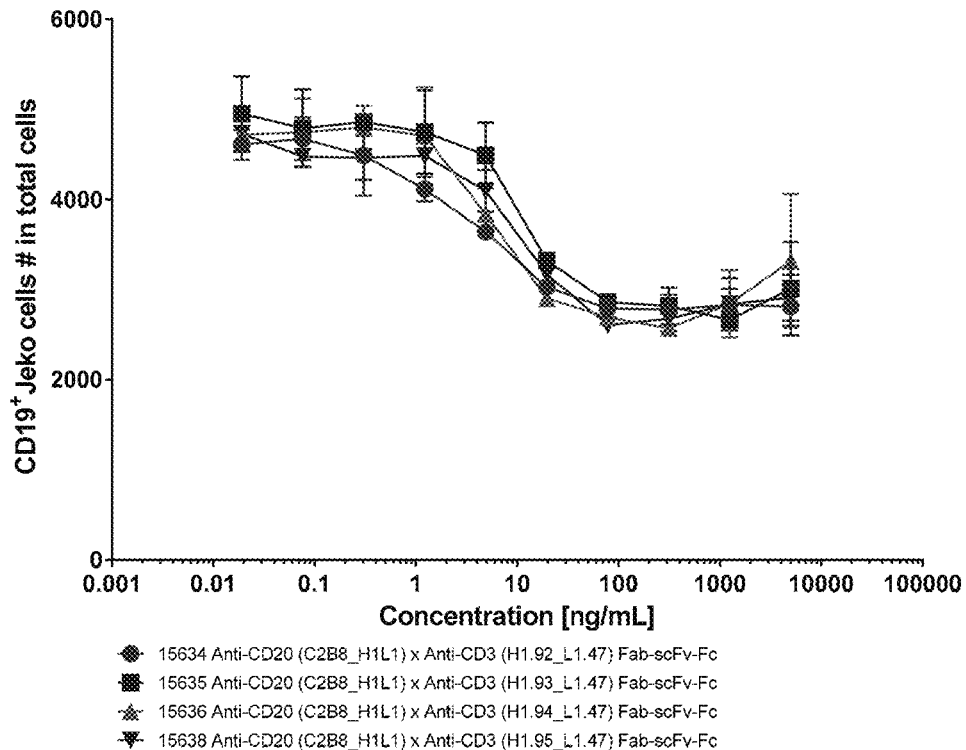 6000
4000
2000
0
CD19+ Jeko cells # in total cells
0.001 0.01 0.1 1 10 100 1000 10000 100000
Concentration [ng/mL]
15634 Anti-CD20 (C2B8_H1L1) x Anti-CD3 (H1.92_L1.47) Fab-scFv-Fc
15635 Anti-CD20 (C2B8_H1L1) x Anti-CD3 (H1.93_L1.47) Fab-scFv-Fc
15636 Anti-CD20 (C2B8_H1L1) x Anti-CD3 (H1.94_L1.47) Fab-scFv-Fc
15638 Anti-CD20 (C2B8_H1L1) x Anti-CD3 (H1.95_L1.47) Fab-scFv-Fc